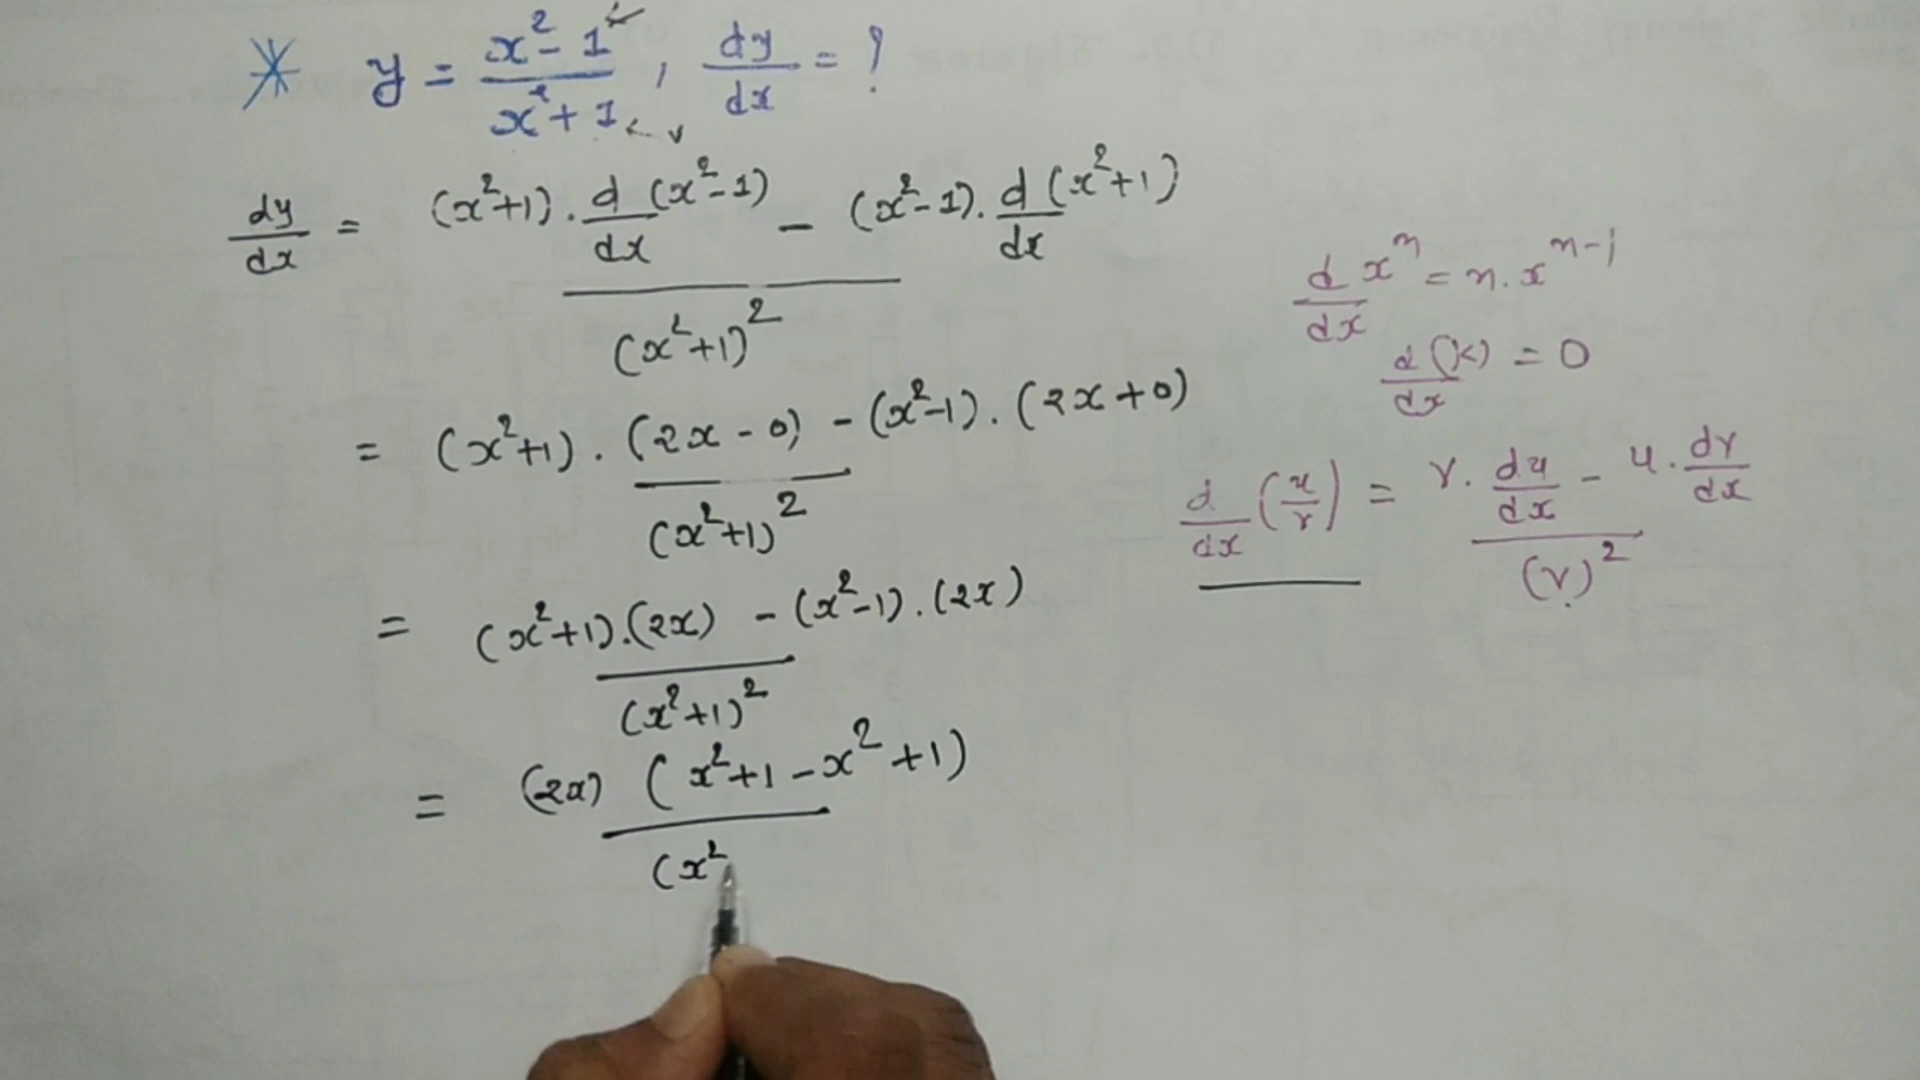 * y = (x² - 1)/(x² + 1), dy/dx = ?
dy/dx = ((x²+1) . d/dx (x²-1) - (x²-1) . d/dx (x²+1))/(x²+1)²
= ((x²+1) . (2x - 0) - (x²-1) . (2x + 0))/(x²+1)²
= ((x²+1).(2x) - (x²-1).(2x))/(x²+1)²
= (2x) (x²+1 - x² + 1)/(x²
d/dx xⁿ = n . xⁿ⁻¹
d/dx (K) = 0
d/dx (u/v) = (v . du/dx - u . dv/dx)/(v)²